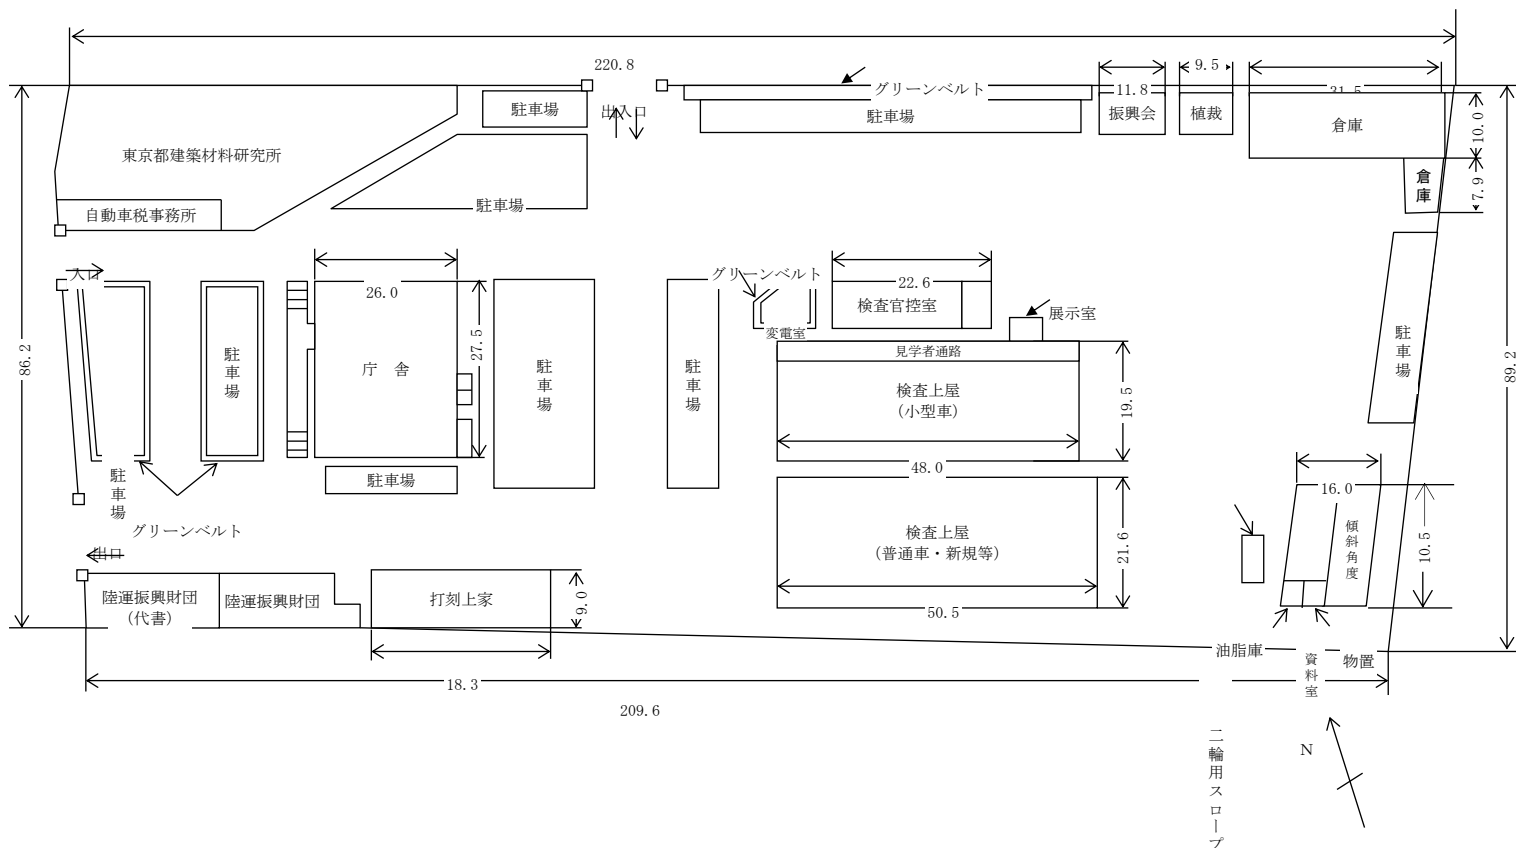 220.8
グリーンベルト
11.8
9.5
31.5
駐車場
出入口
駐車場
振興会
植裁
倉庫
10.0
東京都建築材料研究所
倉庫
7.9
自動車税事務所
駐車場
入口
26.0
グリーンベルト
22.6
検査官控室
展示室
変電室
86.2
駐車場
庁 舎
27.5
駐車場
駐車場
見学者通路
検査上屋
(小型車)
19.5
駐車場
89.2
48.0
駐車場
駐車場
グリーンベルト
16.0
検査上屋
(普通車・新規等)
21.6
傾斜角度
10.5
出口
陸運振興財団
(代書)
陸運振興財団
打刻上家
9.0
50.5
油脂庫
資料室
物置
18.3
209.6
二輪用スロープ
N